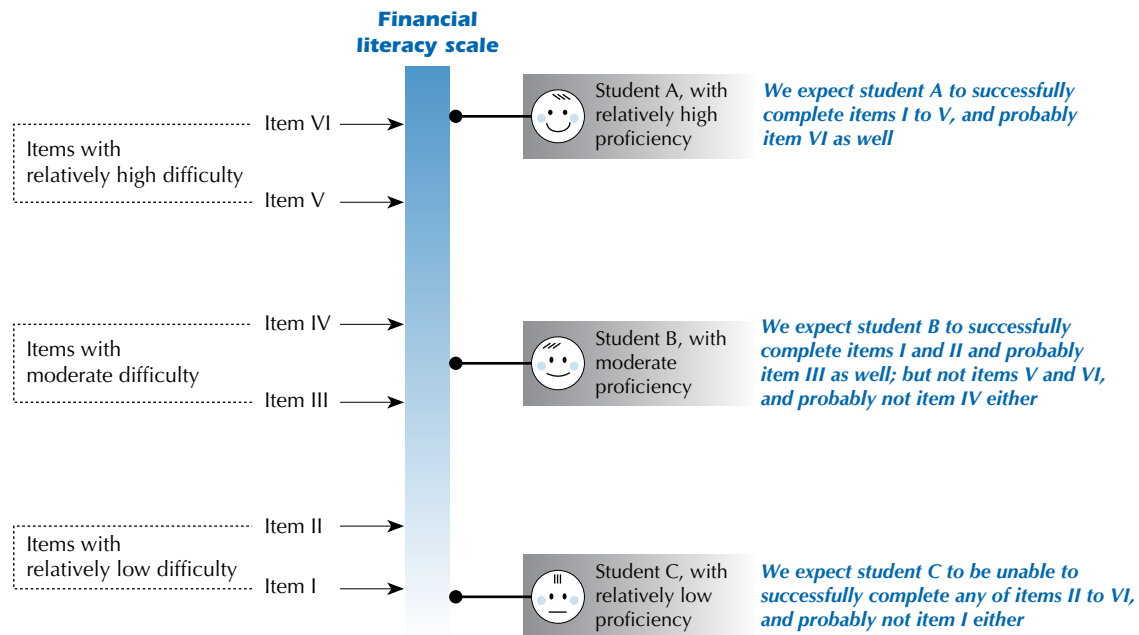 Financial
literacy scale
Item VI
Items with
relatively high difficulty
Item V
Student A, with
relatively high
proficiency
We expect student A to successfully
complete items I to V, and probably
item VI as well
Item IV
Items with
moderate difficulty
Item III
Student B, with
moderate
proficiency
We expect student B to successfully
complete items I and II and probably
item III as well; but not items V and VI,
and probably not item IV either
Item II
Items with
relatively low difficulty
Item I
Student C, with
relatively low
proficiency
We expect student C to be unable to
successfully complete any of items II to VI,
and probably not item I either